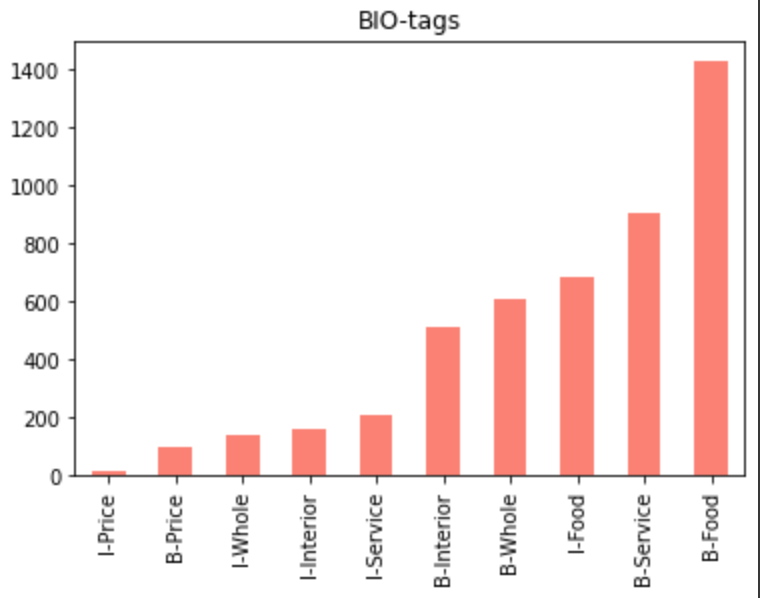 BIO-tags
1400
1200
1000
800
600
400
200
0
I-Price
B-Price
I-Whole
I-Interior
I-Service
B-Interior
B-Whole
I-Food
B-Service
B-Food